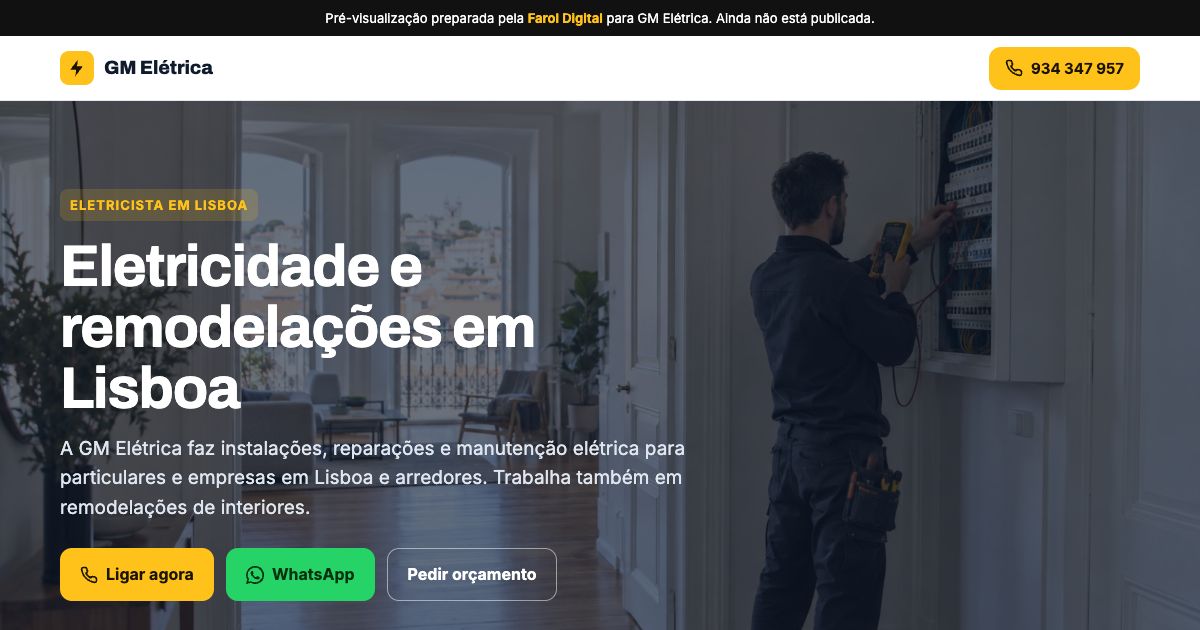 Pré-visualização preparada pela Farol Digital para GM Elétrica. Ainda não está publicada.
GM Elétrica
934 347 957
ELETRICISTA EM LISBOA
Eletricidade e
remodelações em
Lisboa
A GM Elétrica faz instalações, reparações e manutenção elétrica para
particulares e empresas em Lisboa e arredores. Trabalha também em
remodelações de interiores.
Ligar agora
WhatsApp
Pedir orçamento